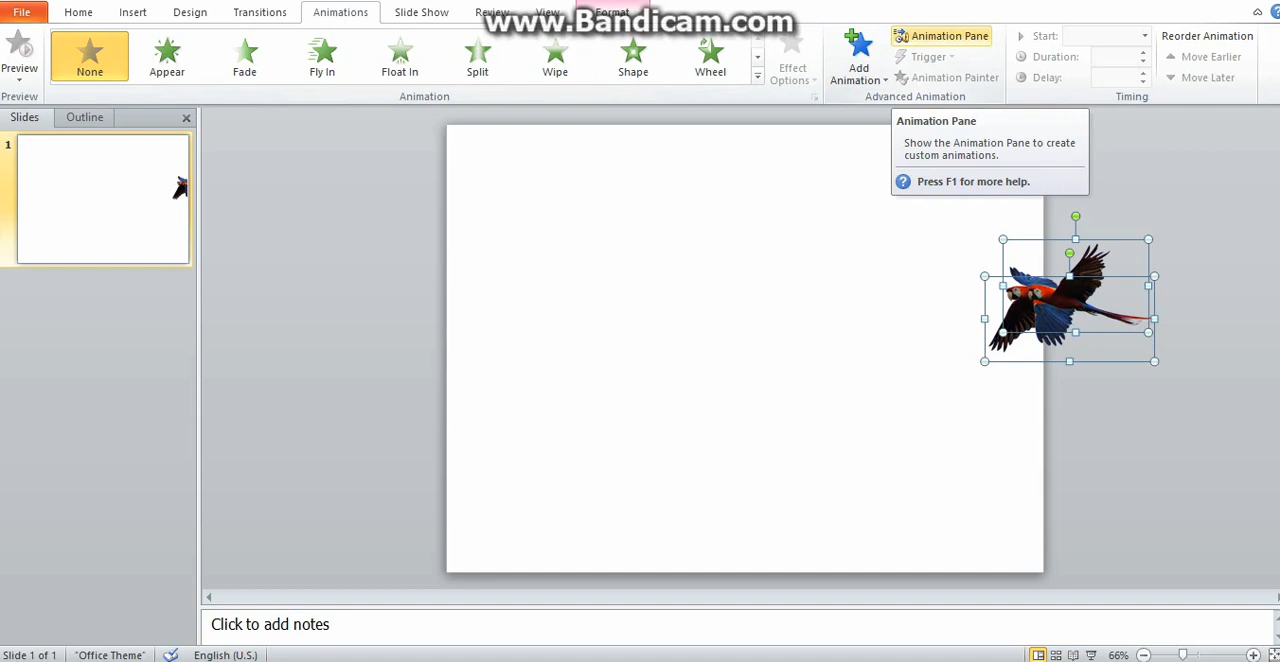 File Home Insert Design Transitions Animations Slide Show Review View Format
www.Bandicam.com
Preview None Appear Fade Fly In Float In Split Wipe Shape Wheel Effect Options Add Animation
Animation Pane
Trigger
Animation Painter
Start:
Duration:
Delay:
Reorder Animation
Move Earlier
Move Later
Preview Animation Advanced Animation Timing
Slides Outline
1
Animation Pane
Show the Animation Pane to create
custom animations.
Press F1 for more help.
Click to add notes
Slide 1 of 1 "Office Theme" English (U.S.) 66%